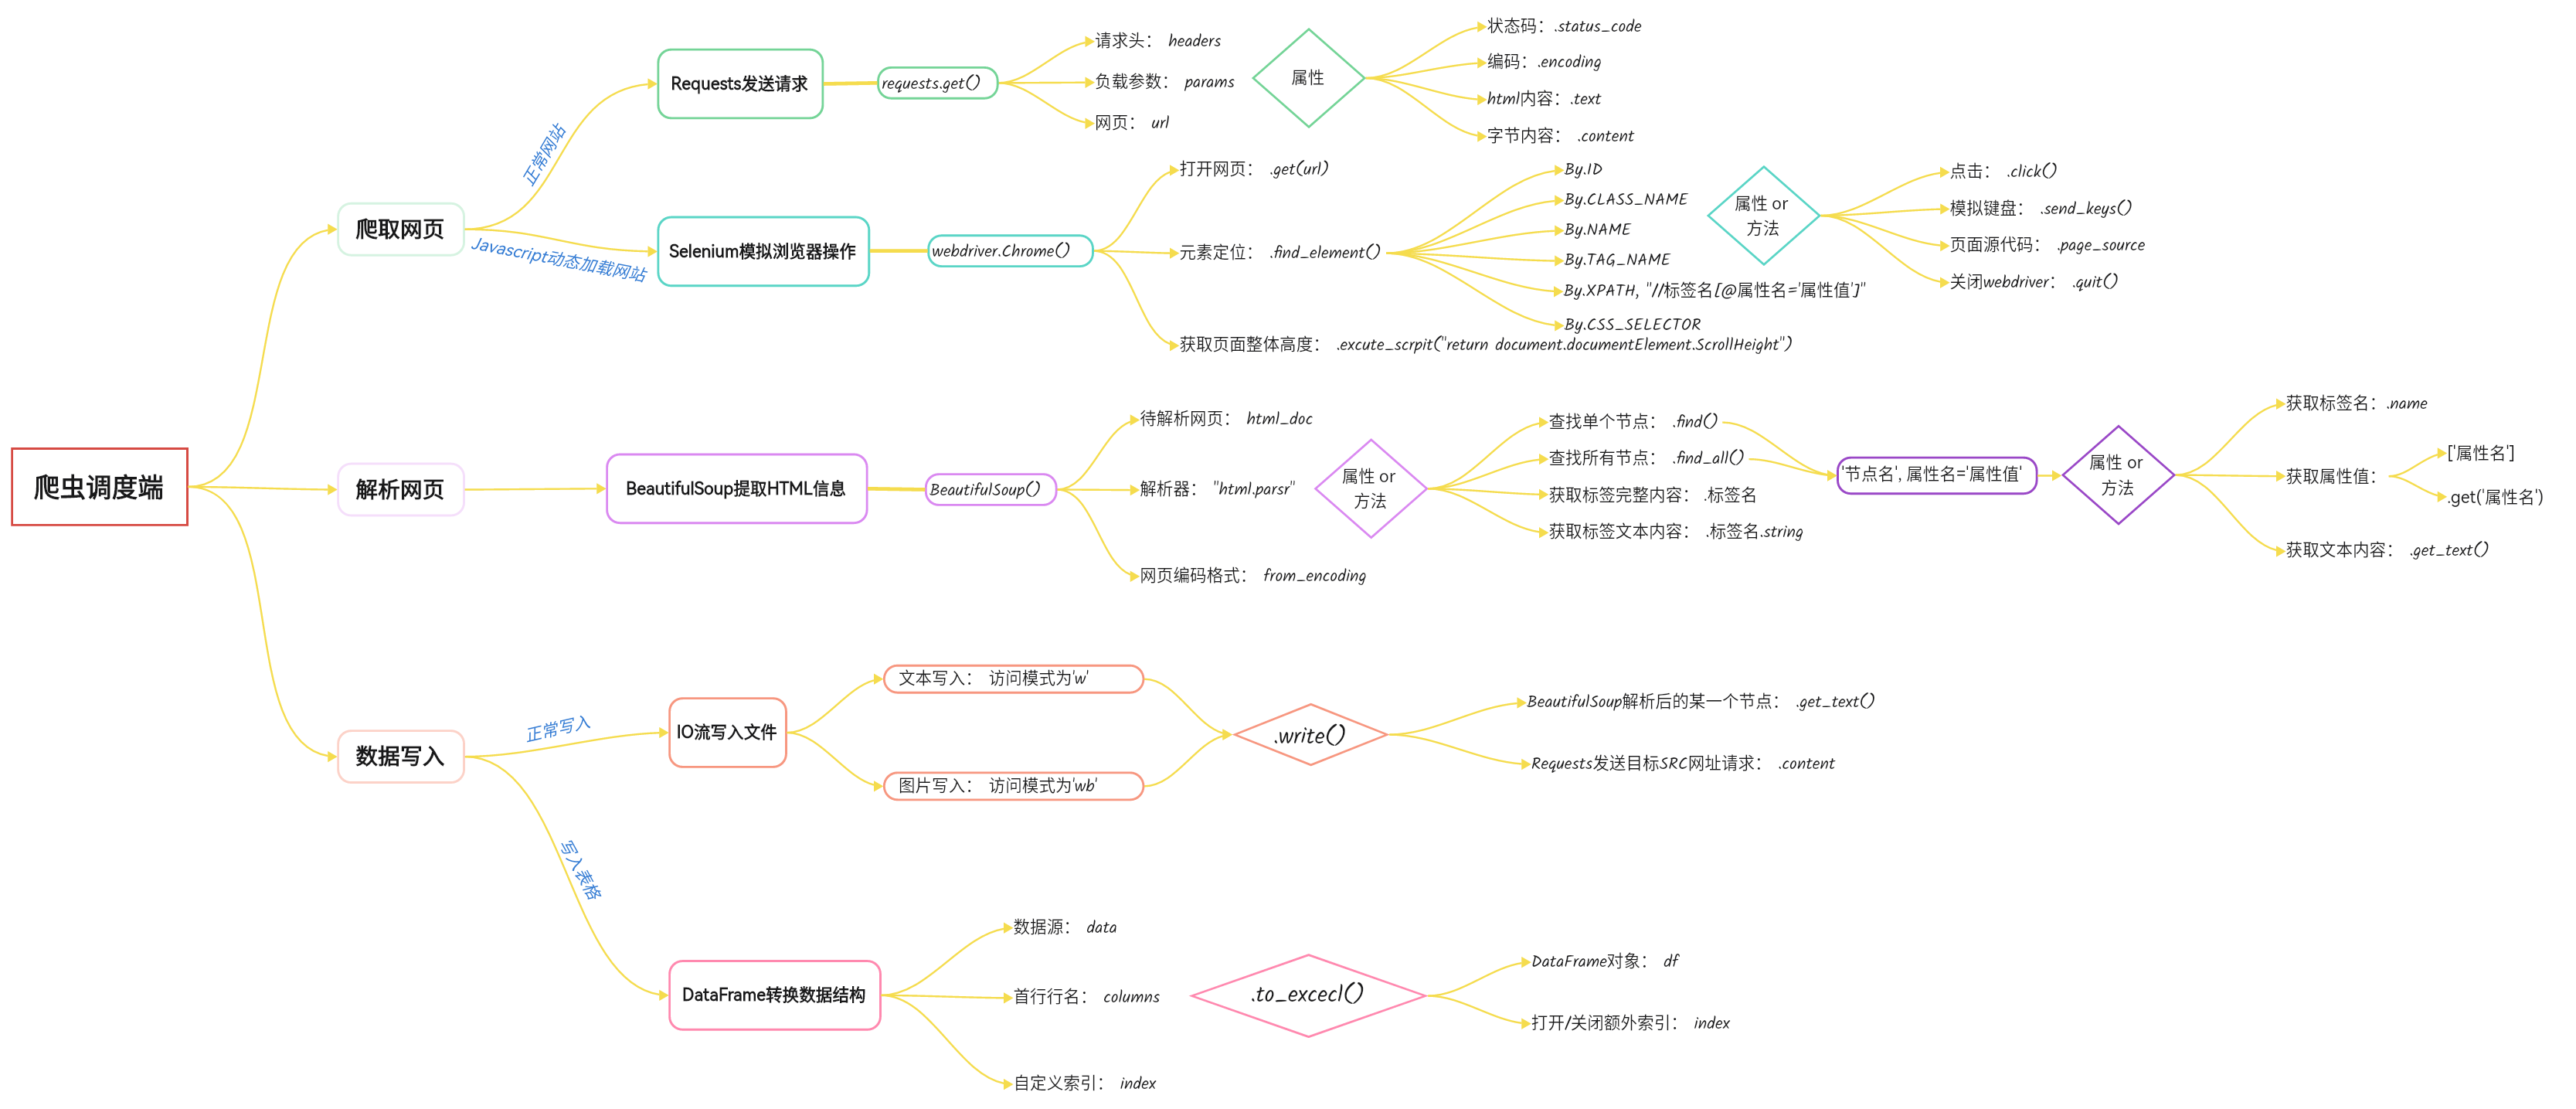 爬虫调度端
爬取网页
正常网站
Javascript动态加载网站
Requests发送请求
requests.get()
请求头： headers
负载参数： params
网页： url
属性
状态码：.status_code
编码：.encoding
html内容：.text
字节内容： .content
Selenium模拟浏览器操作
webdriver.Chrome()
打开网页： .get(url)
元素定位： .find_element()
By.ID
By.CLASS_NAME
By.NAME
By.TAG_NAME
By.XPATH, "//标签名[@属性名='属性值']"
By.CSS_SELECTOR
获取页面整体高度： .excute_scrpit("return document.documentElement.ScrollHeight")
属性 or
方法
点击： .click()
模拟键盘： .send_keys()
页面源代码： .page_source
关闭webdriver： .quit()
解析网页
BeautifulSoup提取HTML信息
BeautifulSoup()
待解析网页： html_doc
解析器： "html.parsr"
网页编码格式： from_encoding
属性 or
方法
查找单个节点： .find()
查找所有节点： .find_all()
获取标签完整内容： .标签名
获取标签文本内容： .标签名.string
'节点名', 属性名='属性值'
属性 or
方法
获取标签名：.name
获取属性值：
['属性名']
.get('属性名')
获取文本内容： .get_text()
数据写入
正常写入
写入表格
IO流写入文件
文本写入： 访问模式为'w'
图片写入： 访问模式为'wb'
.write()
BeautifulSoup解析后的某一个节点： .get_text()
Requests发送目标SRC网址请求： .content
DataFrame转换数据结构
数据源： data
首行行名： columns
自定义索引： index
.to_excecl()
DataFrame对象： df
打开/关闭额外索引： index